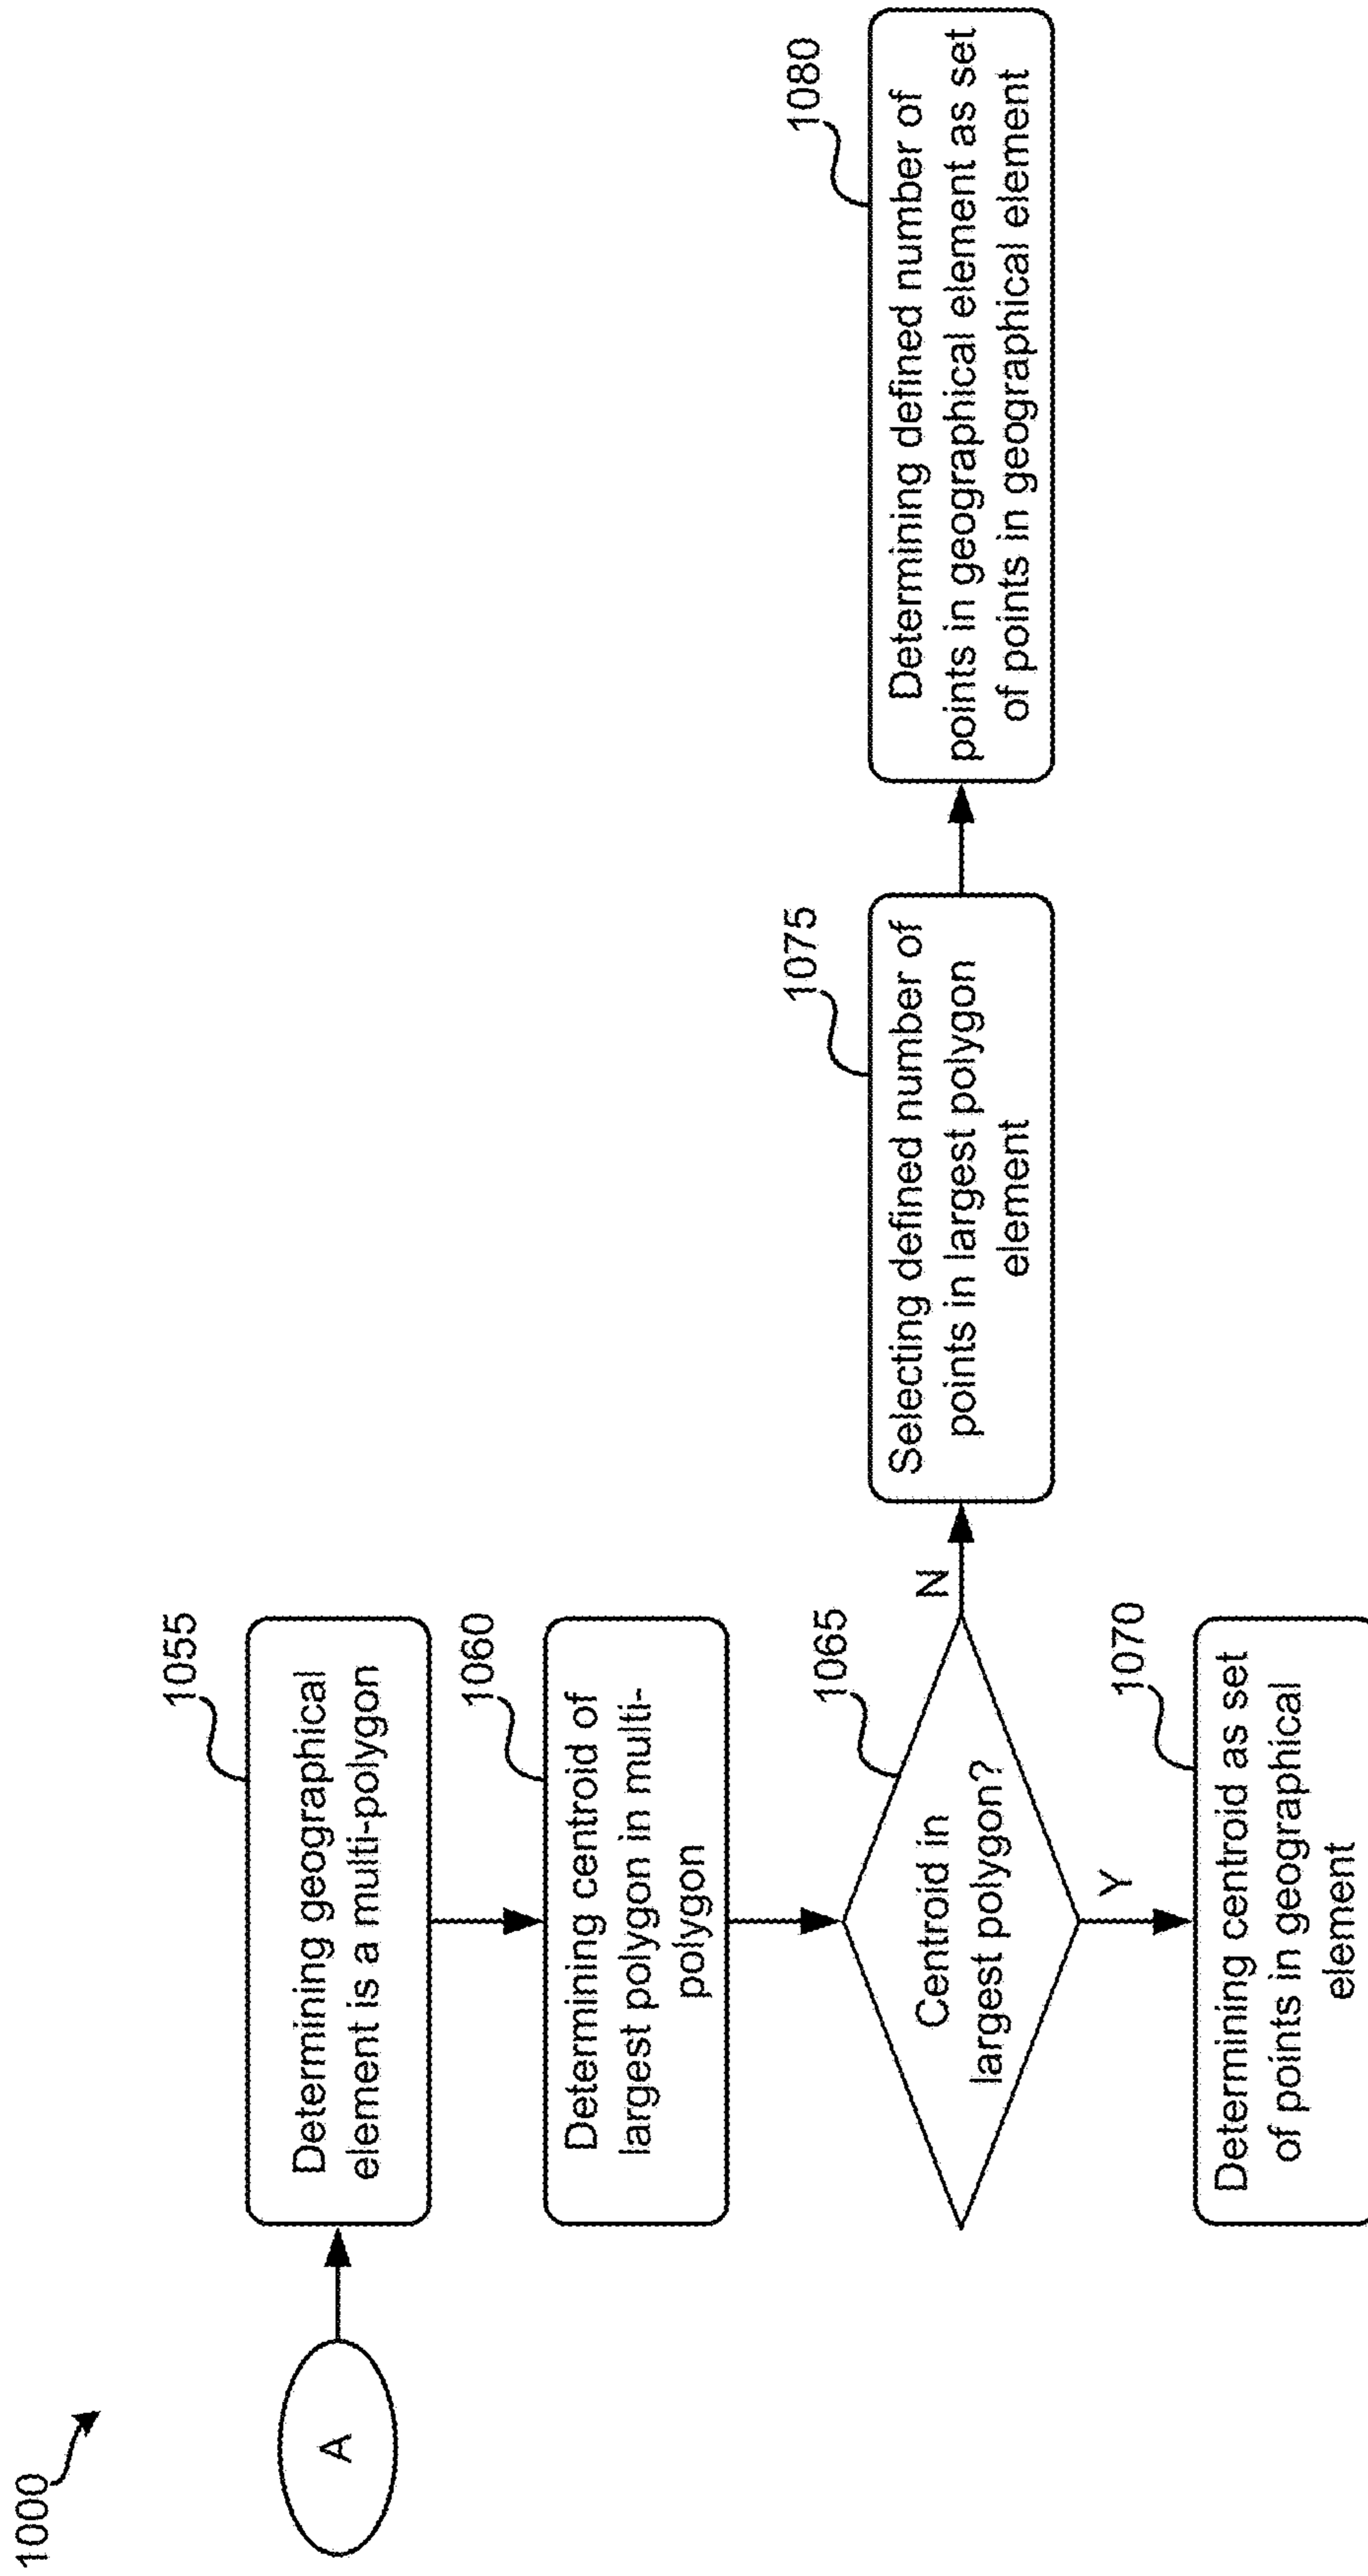 1000
A
1055
Determining geographical
element is a multi-polygon
1060
Determining centroid of
largest polygon in multi-
polygon
1065
Centroid in
largest polygon?
N
Y
1070
Determining centroid as set
of points in geographical
element
1075
Selecting defined number of
points in largest polygon
element
1080
Determining defined number of
points in geographical element as set
of points in geographical element